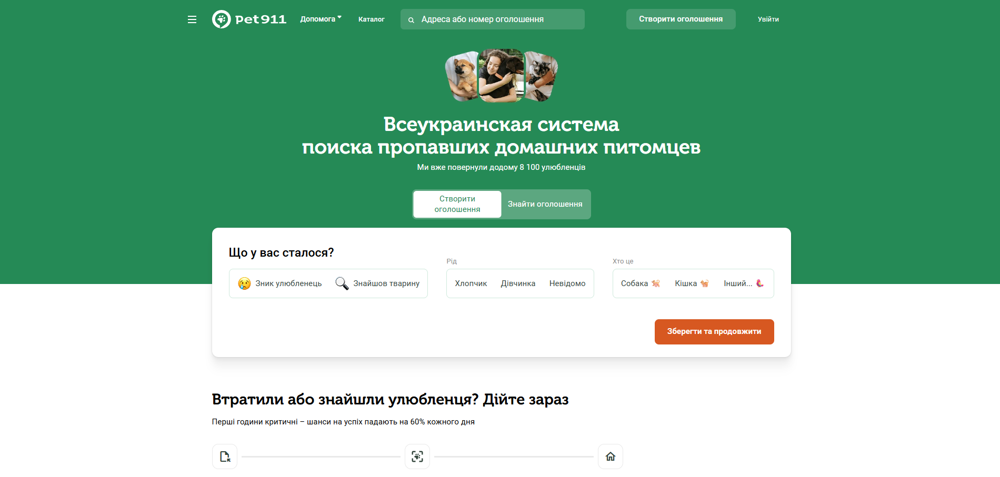 pet911
Допомога
Каталог
Адреса або номер оголошення
Створити оголошення
Увійти
Всеукраинская система
поиска пропавших домашних питомцев
Ми вже повернули додому 8 100 улюбленців
Створити
оголошення
Знайти оголошення
Що у вас сталося?
Зник улюбленець
Знайшов тварину
Рід
Хлопчик
Дівчинка
Невідомо
Хто це
Собака 🐕
Кішка 🐈
Інший... 🦜
Зберегти та продовжити
Втратили або знайшли улюбленця? Дійте зараз
Перші години критичні – шанси на успіх падають на 60% кожного дня